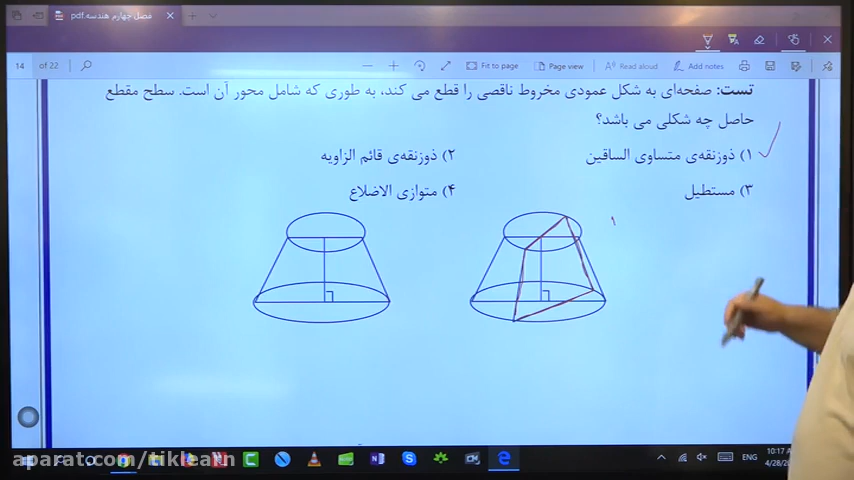 فصل چهارم هندسه.pdf
14 of 22
Fit to page
Page view
Read aloud
Add notes
تست: صفحه‌ای به شکل عمودی مخروط ناقصی را قطع می کند، به طوری که شامل محور آن است. سطح مقطع
حاصل چه شکلی می باشد؟
۱) ذوزنقه‌ی متساوی الساقین
۲) ذوزنقه‌ی قائم الزاویه
۳) مستطیل
۴) متوازی الاضلاع
aparat.com/tiklearn
ENG
10:17